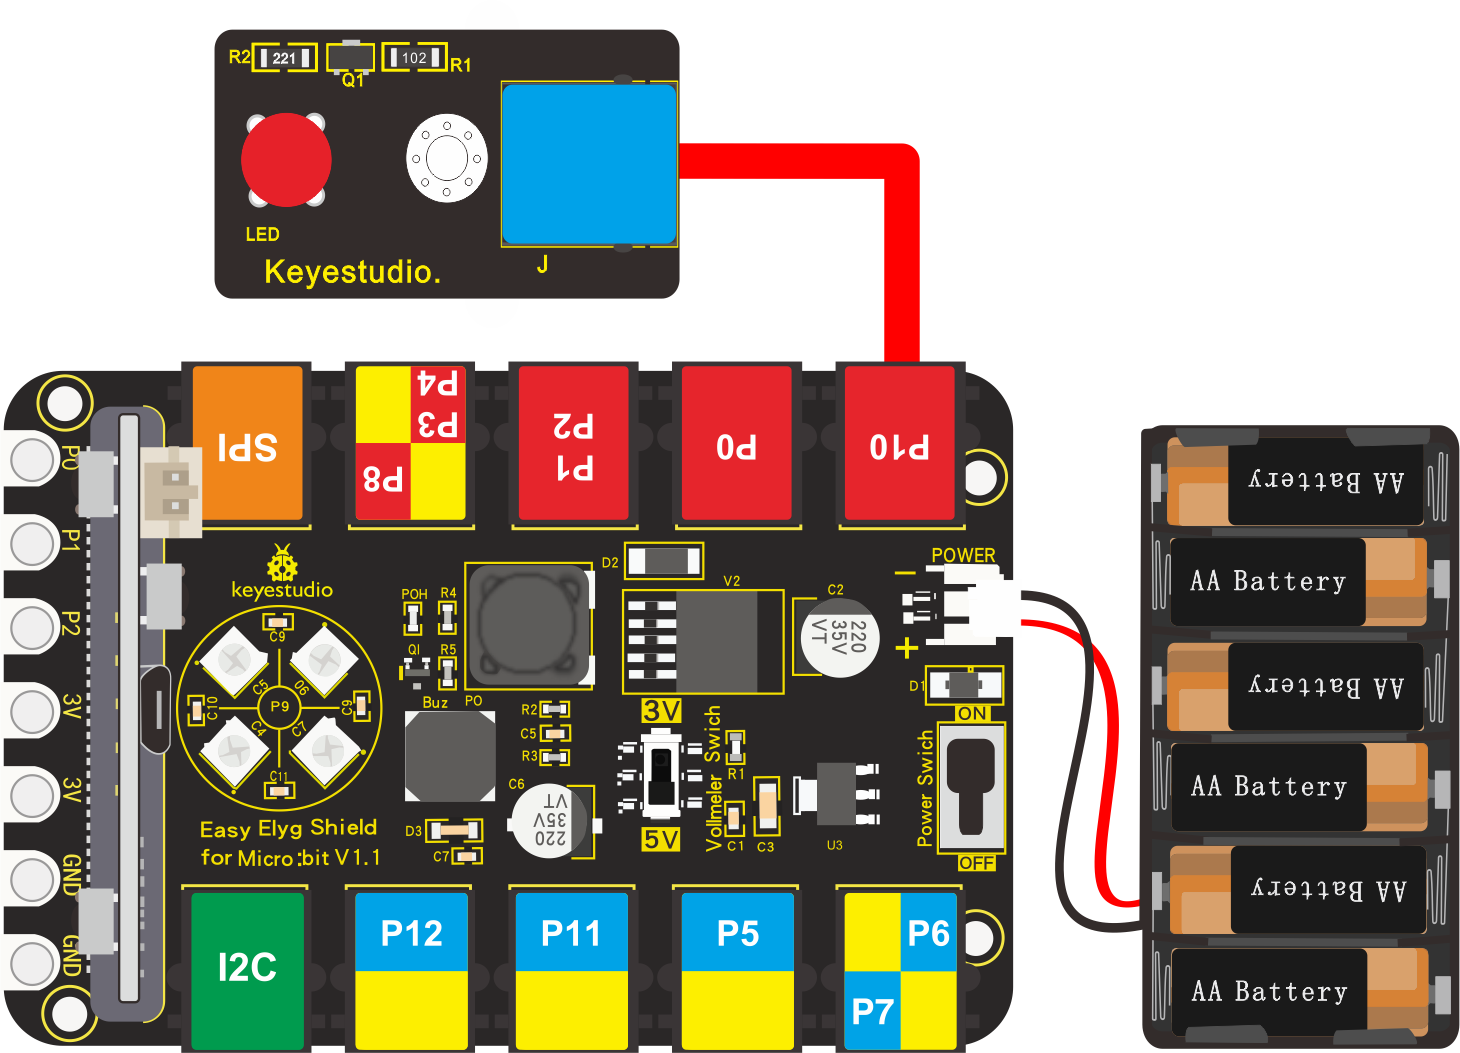 R2
221
102
R1
Q1
LED
J
Keyestudio.
SPI
P4
P3
P8
P2
P1
P0
P10
P0
P1
P2
3V
3V
GND
GND
keyestudio
C9
C5
06
C10
P9
C9
C4
C7
C11
Easy Elyg Shield
for Micro:bit V1.1
POH
R4
Q1
R5
Buz
PO
R2
C5
R3
C6
220
35V
VT
D3
C7
D2
V2
C2
220
35V
VT
3V
5V
Vollmeler Swich
R1
C1
C3
U3
POWER
−
+
D1
ON
Power Swich
OFF
I2C
P12
P11
P5
P6
P7
AA Battery
AA Battery
AA Battery
AA Battery
AA Battery
AA Battery